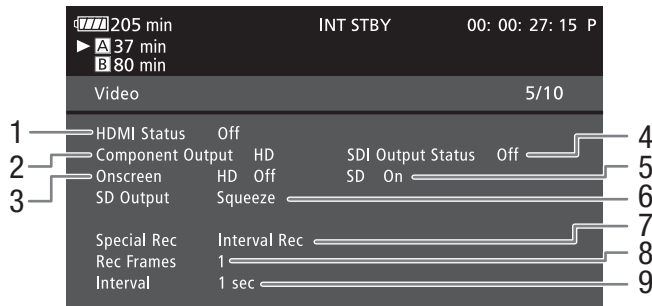 205 min INT STBY 00: 00: 27: 15 P
A 37 min
B 80 min
Video 5/10
1 HDMI Status Off
2 Component Output HD SDI Output Status Off 4
3 Onscreen HD Off SD On 5
SD Output Squeeze 6
Special Rec Interval Rec 7
Rec Frames 1 8
Interval 1 sec 9